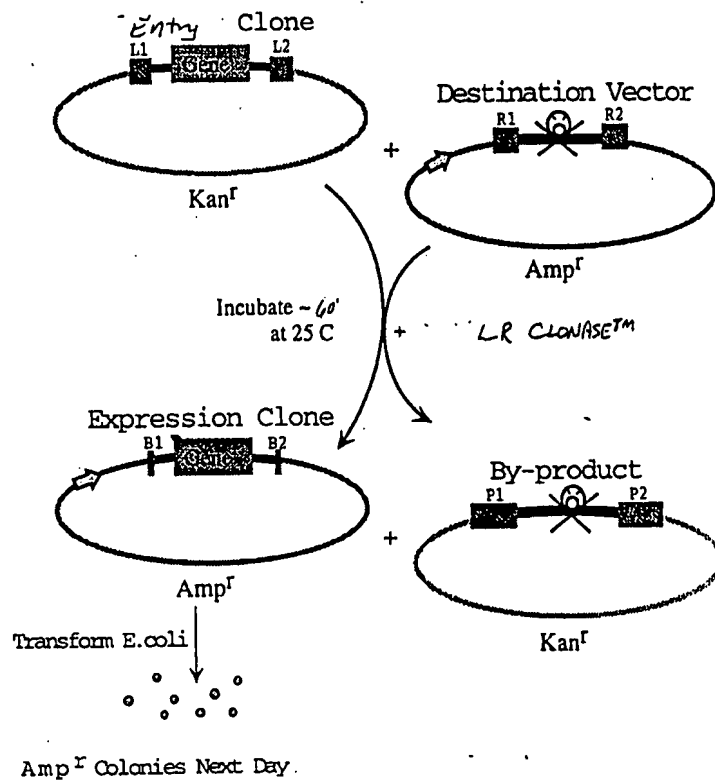 Entry Clone
L1 Gene L2
Kanʳ
Destination Vector
R1 R2
+
Ampʳ
Incubate ~ 60'
at 25 C
+ LR CLONASE™
Expression Clone
B1 Gene B2
Ampʳ
+
By-product
P1 P2
Kanʳ
Transform E.coli
Ampʳ Colonies Next Day